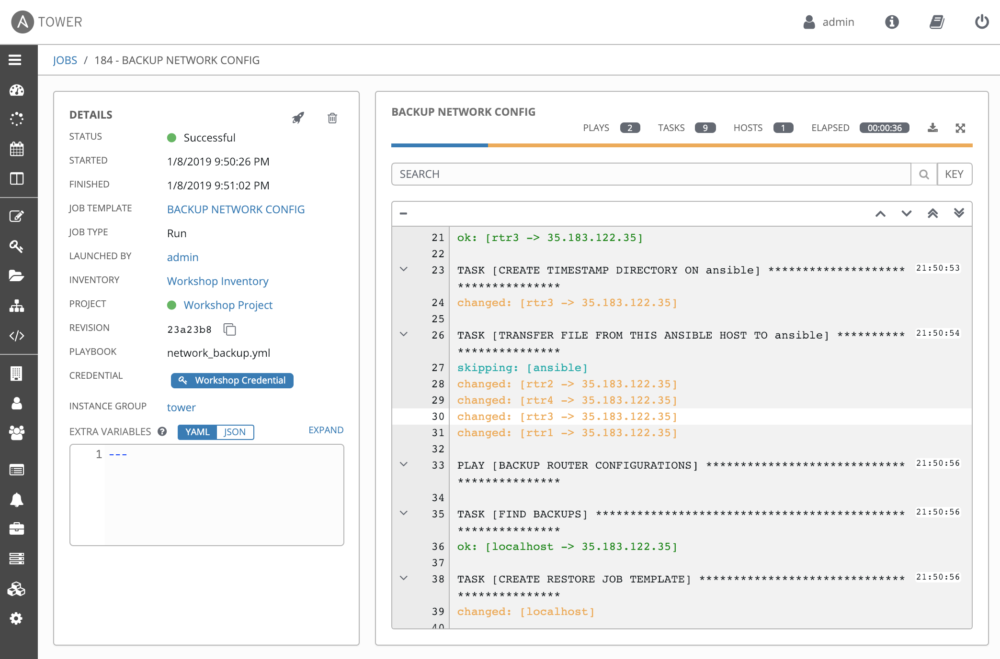 TOWER
admin
JOBS / 184 - BACKUP NETWORK CONFIG
DETAILS
STATUS Successful
STARTED 1/8/2019 9:50:26 PM
FINISHED 1/8/2019 9:51:02 PM
JOB TEMPLATE BACKUP NETWORK CONFIG
JOB TYPE Run
LAUNCHED BY admin
INVENTORY Workshop Inventory
PROJECT Workshop Project
REVISION 23a23b8
PLAYBOOK network_backup.yml
CREDENTIAL Workshop Credential
INSTANCE GROUP tower
EXTRA VARIABLES YAML JSON EXPAND
1 ---
BACKUP NETWORK CONFIG
PLAYS 2 TASKS 9 HOSTS 1 ELAPSED 00:00:36
SEARCH KEY
21 ok: [rtr3 -> 35.183.122.35]
22
23 TASK [CREATE TIMESTAMP DIRECTORY ON ansible] ******************** 21:50:53
***************
24 changed: [rtr3 -> 35.183.122.35]
25
26 TASK [TRANSFER FILE FROM THIS ANSIBLE HOST TO ansible] ********** 21:50:54
***************
27 skipping: [ansible]
28 changed: [rtr2 -> 35.183.122.35]
29 changed: [rtr4 -> 35.183.122.35]
30 changed: [rtr3 -> 35.183.122.35]
31 changed: [rtr1 -> 35.183.122.35]
32
33 PLAY [BACKUP ROUTER CONFIGURATIONS] ***************************** 21:50:56
***************
34
35 TASK [FIND BACKUPS] ********************************************* 21:50:56
***************
36 ok: [localhost -> 35.183.122.35]
37
38 TASK [CREATE RESTORE JOB TEMPLATE] ****************************** 21:50:56
***************
39 changed: [localhost]
40